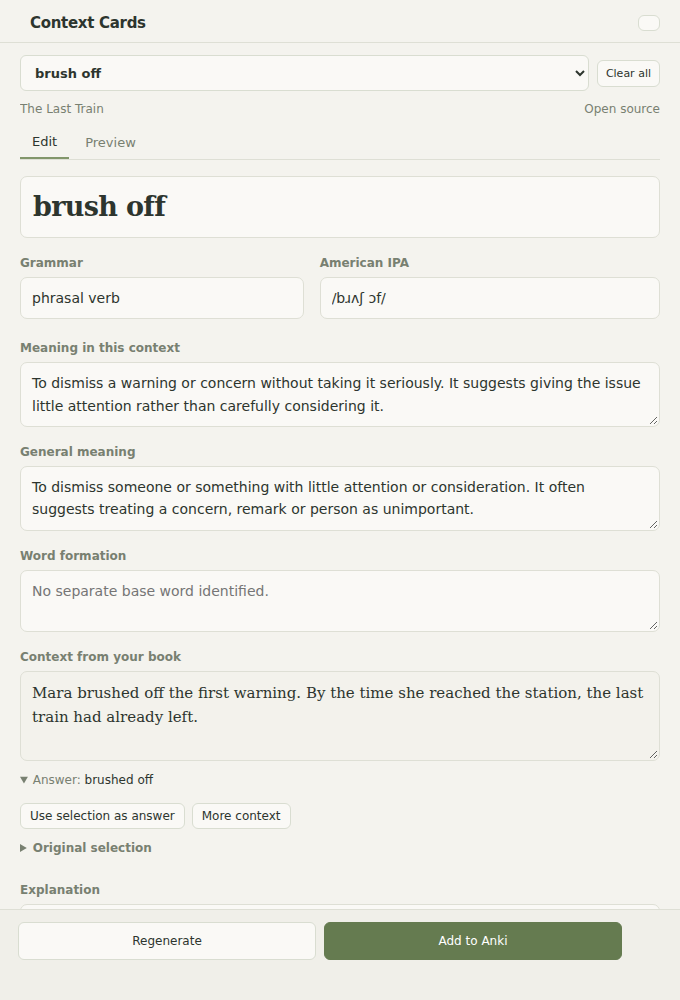 Context Cards
brush off
Clear all
The Last Train
Open source
Edit
Preview
brush off
Grammar
American IPA
phrasal verb
/bɹʌʃ ɔf/
Meaning in this context
To dismiss a warning or concern without taking it seriously. It suggests giving the issue
little attention rather than carefully considering it.
General meaning
To dismiss someone or something with little attention or consideration. It often
suggests treating a concern, remark or person as unimportant.
Word formation
No separate base word identified.
Context from your book
Mara brushed off the first warning. By the time she reached the station, the last
train had already left.
Answer: brushed off
Use selection as answer
More context
Original selection
Explanation
Regenerate
Add to Anki